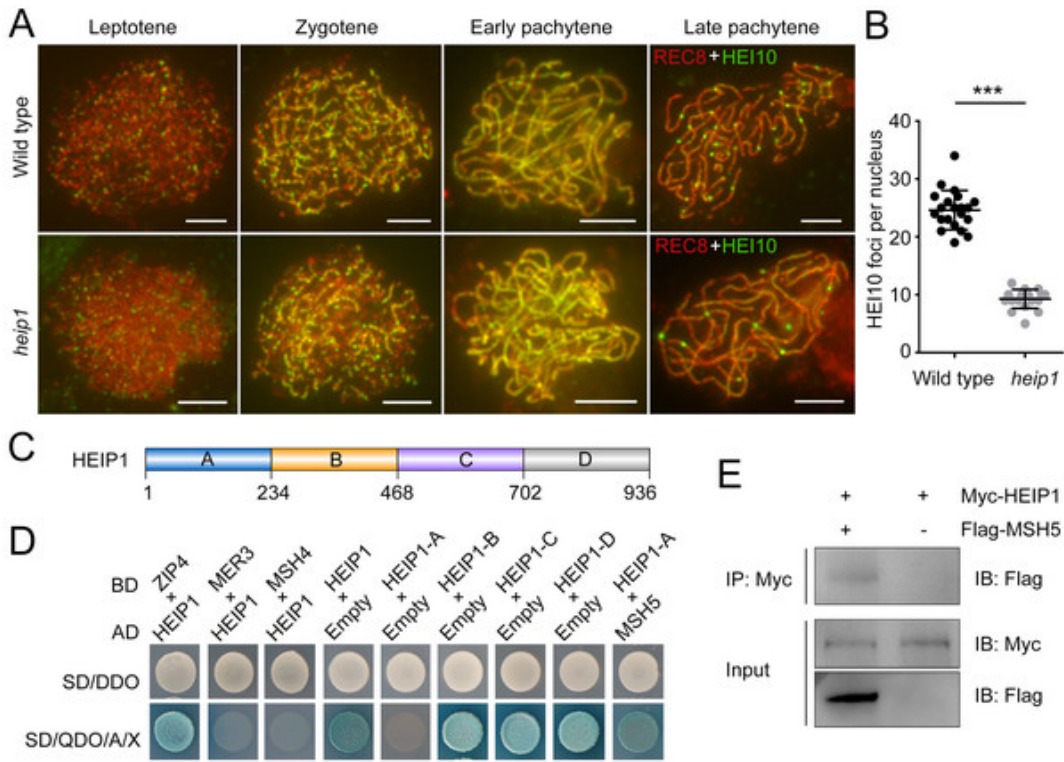 A
Leptotene Zygotene Early pachytene Late pachytene
Wild type
REC8+HEI10
heip1
REC8+HEI10
B
HEI10 foci per nucleus
40
30
20
10
0
***
Wild type heip1
C
HEIP1
A B C D
1 234 468 702 936
D
BD ZIP4 MER3 MSH4 HEIP1 HEIP1-A HEIP1-B HEIP1-C HEIP1-D HEIP1-A
+ + + + + + + + +
AD HEIP1 HEIP1 HEIP1 Empty Empty Empty Empty Empty MSH5
SD/DDO
SD/QDO/A/X
E
+ + Myc-HEIP1
+ - Flag-MSH5
IP: Myc IB: Flag
Input IB: Myc
IB: Flag